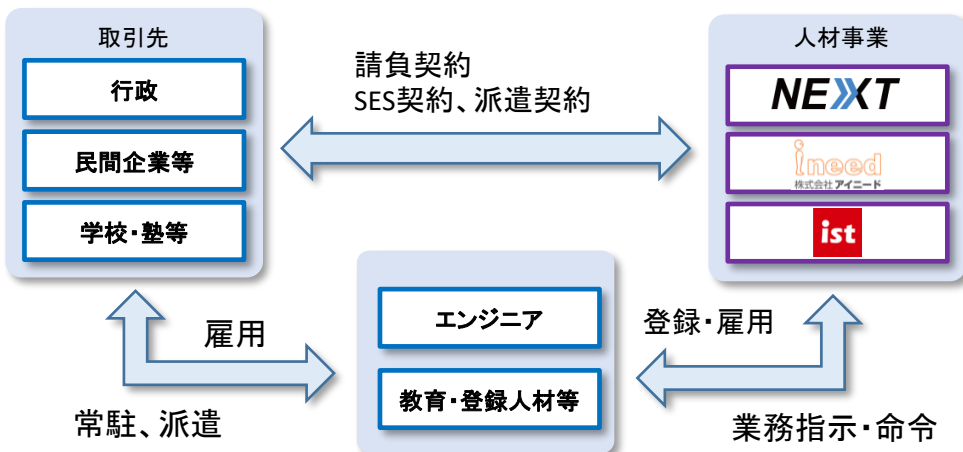 取引先
行政
民間企業等
学校・塾等
請負契約
SES契約、派遣契約
人材事業
NEXT
ineed
株式会社アイニード
ist
エンジニア
教育・登録人材等
雇用
常駐、派遣
登録・雇用
業務指示・命令